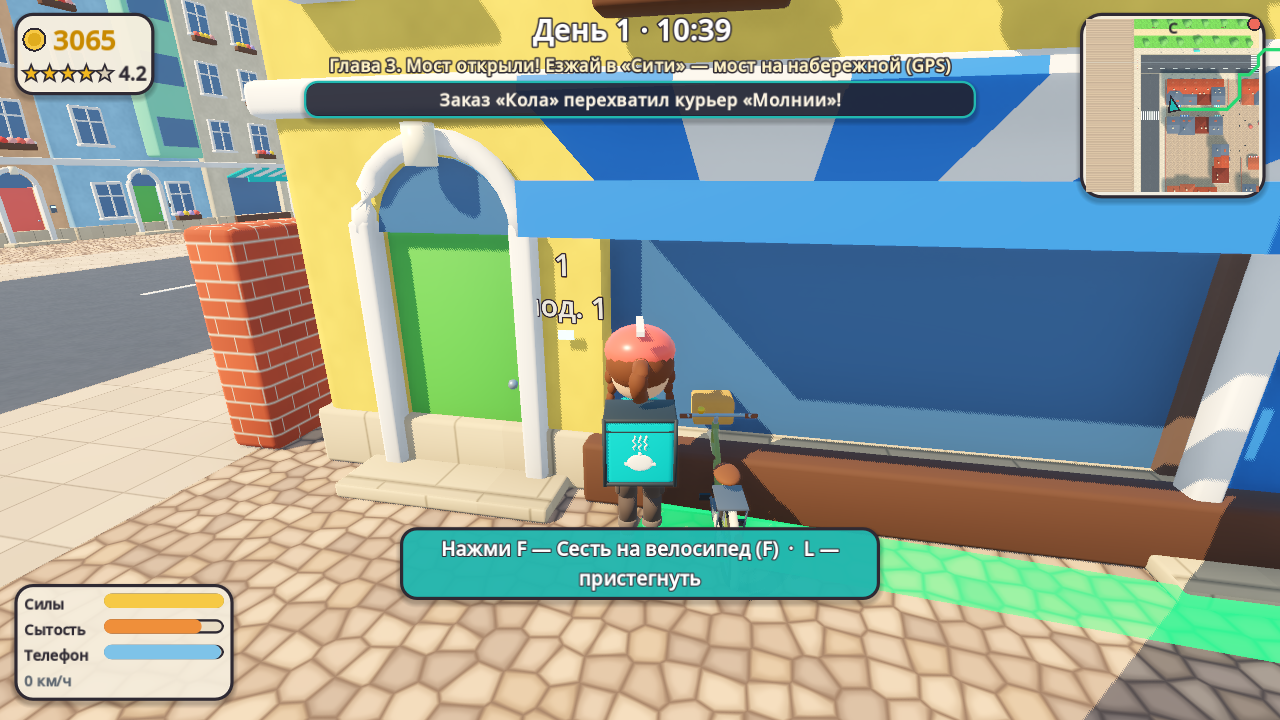 3065
4.2
День 1 · 10:39
Глава 3. Мост открыли! Езжай в «Сити» — мост на набережной (GPS)
Заказ «Кола» перехватил курьер «Молнии»!
С
1
под. 1
Нажми F — Сесть на велосипед (F) · L —
пристегнуть
Силы
Сытость
Телефон
0 км/ч